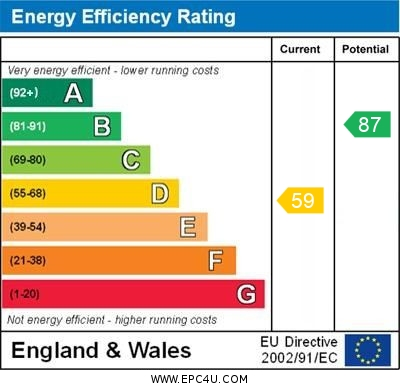 Energy Efficiency Rating
Current Potential
Very energy efficient - lower running costs
(92+) A
(81-91) B
87
(69-80) C
(55-68) D
59
(39-54) E
(21-38) F
(1-20) G
Not energy efficient - higher running costs
England & Wales
EU Directive
2002/91/EC
WWW.EPC4U.COM